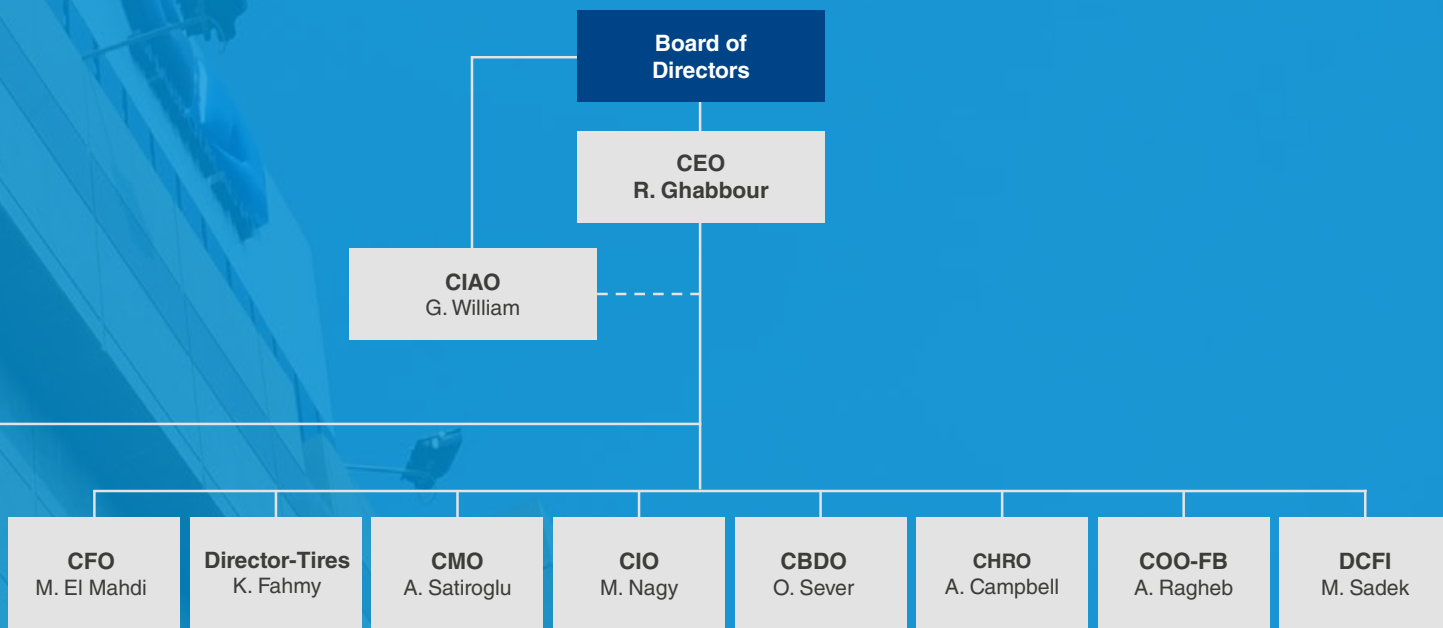 Board of
Directors
CEO
R. Ghabbour
CIAO
G. William
CFO
M. El Mahdi
Director-Tires
K. Fahmy
CMO
A. Satiroglu
CIO
M. Nagy
CBDO
O. Sever
CHRO
A. Campbell
COO-FB
A. Ragheb
DCFI
M. Sadek